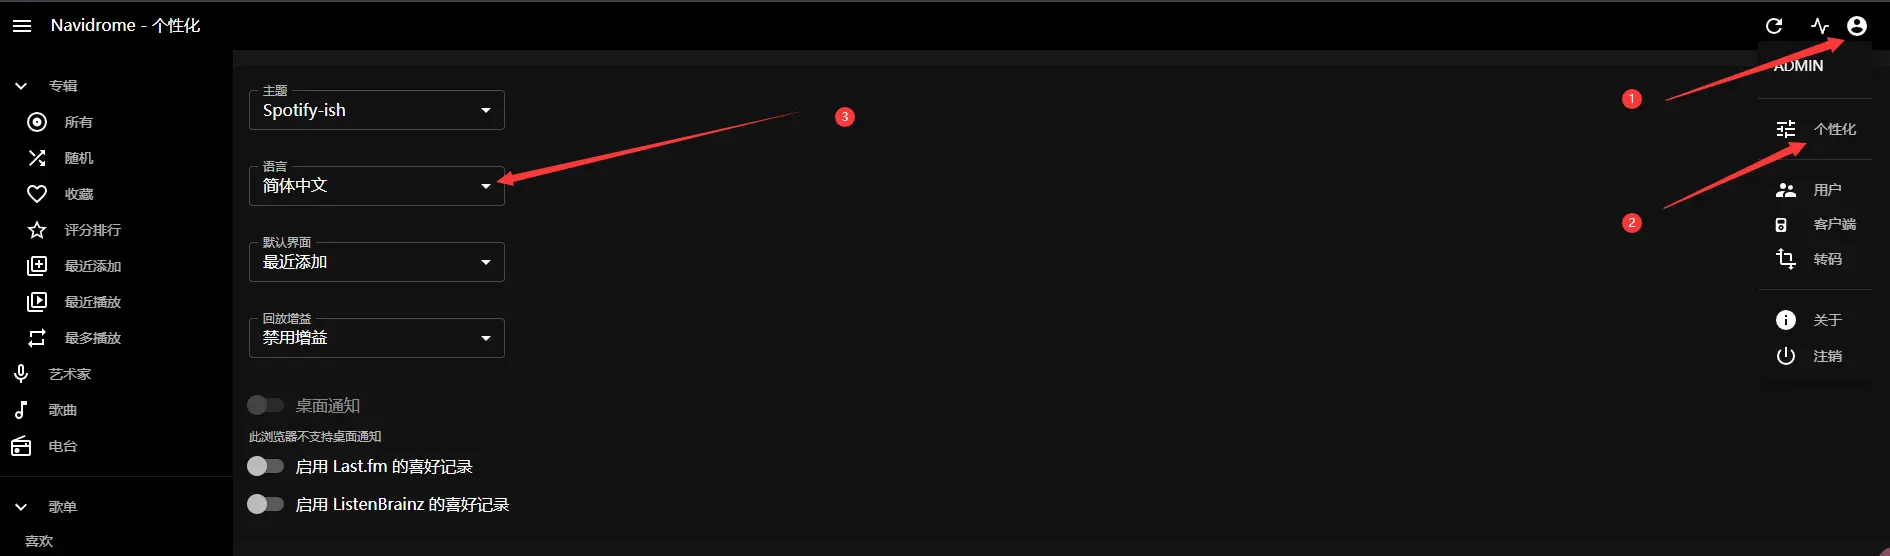 Navidrome - 个性化
专辑
所有
随机
收藏
评分排行
最近添加
最近播放
最多播放
艺术家
歌曲
电台
歌单
喜欢
主题
Spotify-ish
语言
简体中文
默认界面
最近添加
回放增益
禁用增益
桌面通知
此浏览器不支持桌面通知
启用 Last.fm 的喜好记录
启用 ListenBrainz 的喜好记录
3
1
2
ADMIN
个性化
用户
客户端
转码
关于
注销